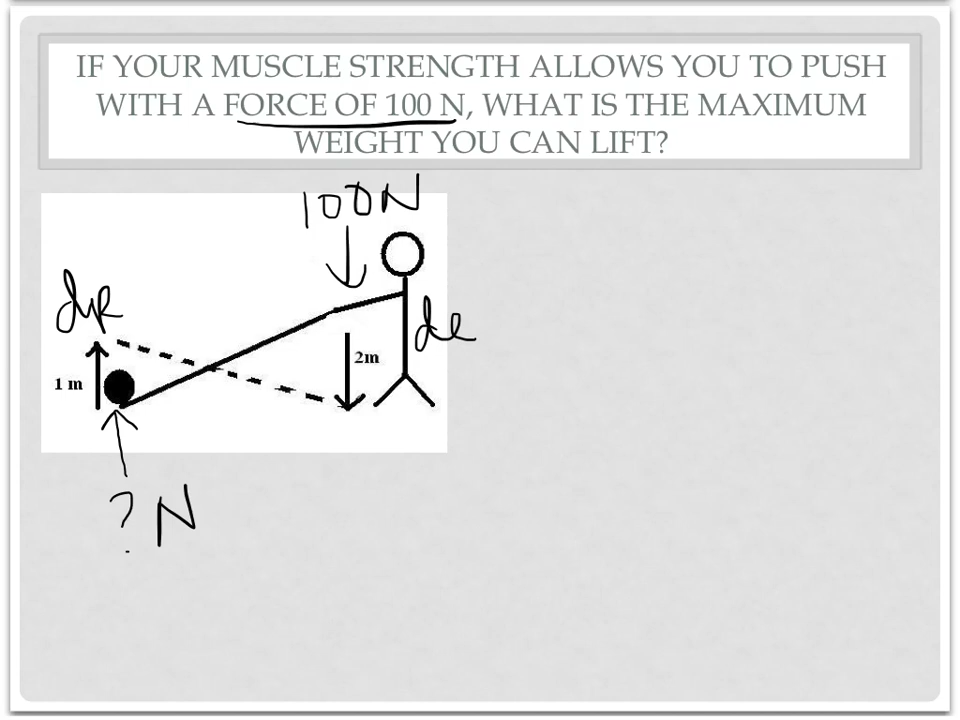 IF YOUR MUSCLE STRENGTH ALLOWS YOU TO PUSH
WITH A FORCE OF 100 N, WHAT IS THE MAXIMUM
WEIGHT YOU CAN LIFT?
100N
dR
de
2m
1 m
? N